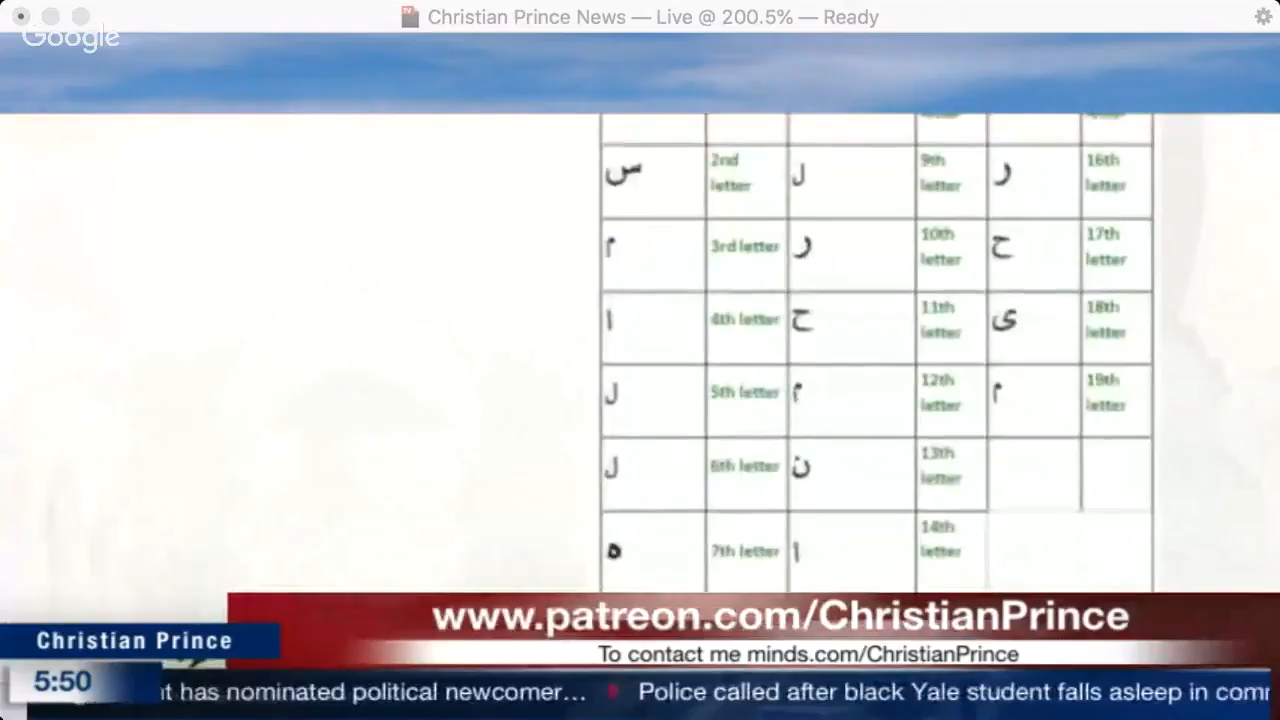 Christian Prince News — Live @ 200.5% — Ready
Google
س 2nd letter ل 9th letter ر 16th letter
م 3rd letter ر 10th letter ح 17th letter
ا 4th letter ح 11th letter ى 18th letter
ل 5th letter م 12th letter م 19th letter
ل 6th letter ن 13th letter
ه 7th letter ا 14th letter
www.patreon.com/ChristianPrince
Christian Prince
To contact me minds.com/ChristianPrince
5:50
has nominated political newcomer... Police called after black Yale student falls asleep in